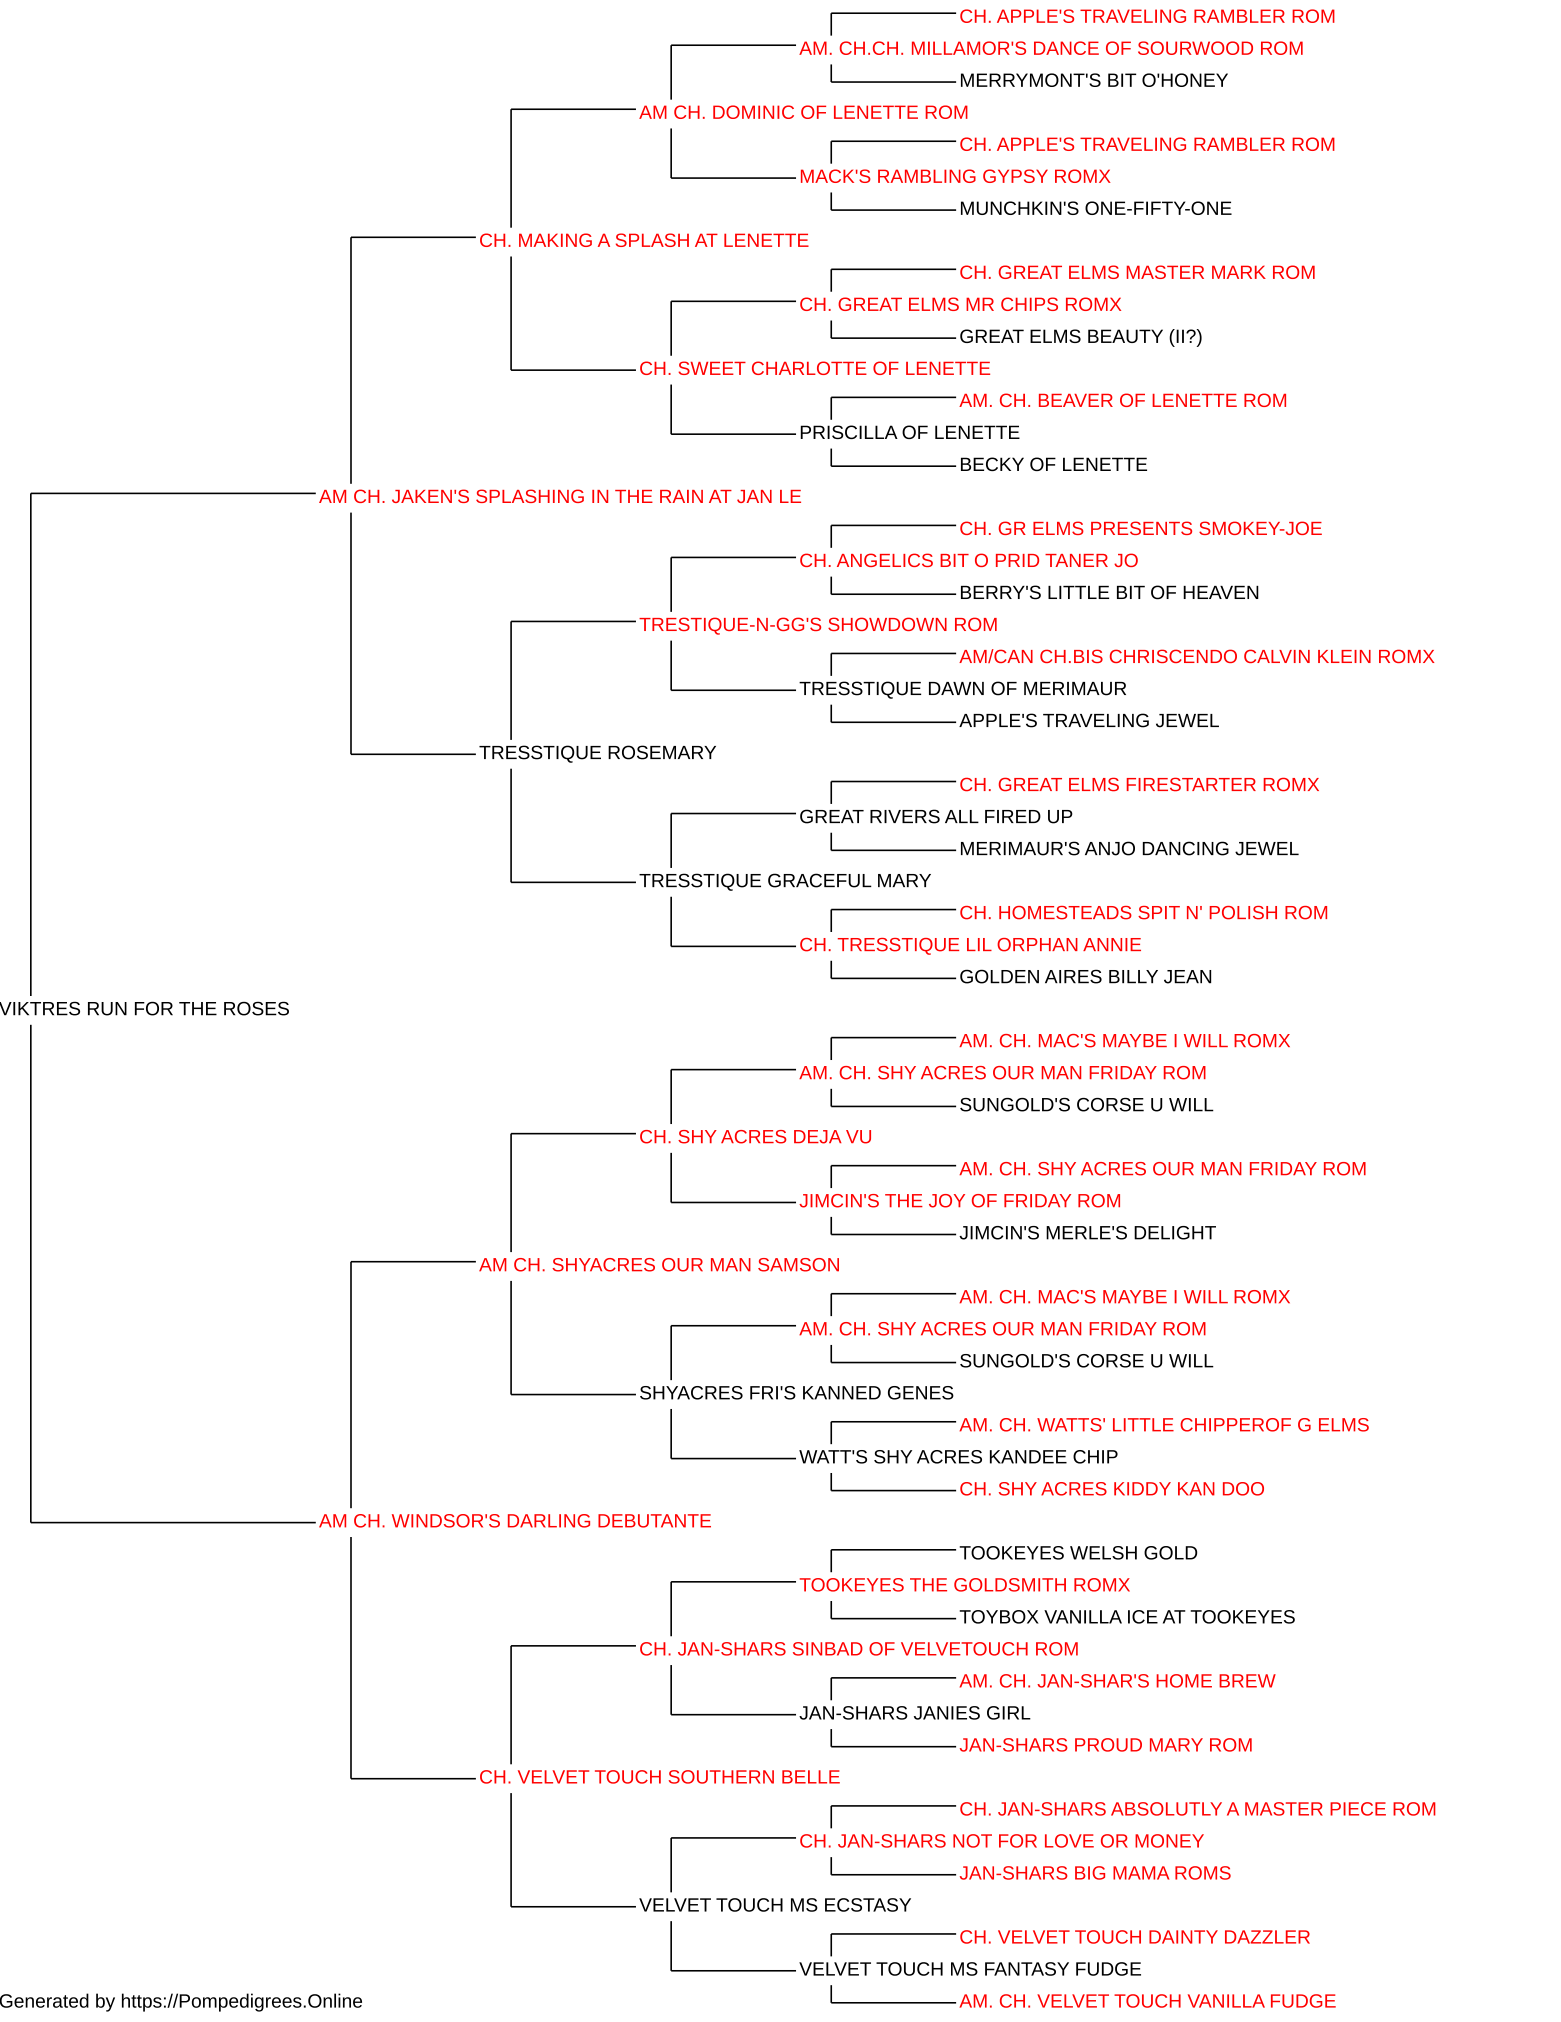 CH. APPLE'S TRAVELING RAMBLER ROM
AM. CH.CH. MILLAMOR'S DANCE OF SOURWOOD ROM
MERRYMONT'S BIT O'HONEY
AM CH. DOMINIC OF LENETTE ROM
CH. APPLE'S TRAVELING RAMBLER ROM
MACK'S RAMBLING GYPSY ROMX
MUNCHKIN'S ONE-FIFTY-ONE
CH. MAKING A SPLASH AT LENETTE
CH. GREAT ELMS MASTER MARK ROM
CH. GREAT ELMS MR CHIPS ROMX
GREAT ELMS BEAUTY (II?)
CH. SWEET CHARLOTTE OF LENETTE
AM. CH. BEAVER OF LENETTE ROM
PRISCILLA OF LENETTE
BECKY OF LENETTE
AM CH. JAKEN'S SPLASHING IN THE RAIN AT JAN LE
CH. GR ELMS PRESENTS SMOKEY-JOE
CH. ANGELICS BIT O PRID TANER JO
BERRY'S LITTLE BIT OF HEAVEN
TRESTIQUE-N-GG'S SHOWDOWN ROM
AM/CAN CH.BIS CHRISCENDO CALVIN KLEIN ROMX
TRESSTIQUE DAWN OF MERIMAUR
APPLE'S TRAVELING JEWEL
TRESSTIQUE ROSEMARY
CH. GREAT ELMS FIRESTARTER ROMX
GREAT RIVERS ALL FIRED UP
MERIMAUR'S ANJO DANCING JEWEL
TRESSTIQUE GRACEFUL MARY
CH. HOMESTEADS SPIT N' POLISH ROM
CH. TRESSTIQUE LIL ORPHAN ANNIE
GOLDEN AIRES BILLY JEAN
VIKTRES RUN FOR THE ROSES
AM. CH. MAC'S MAYBE I WILL ROMX
AM. CH. SHY ACRES OUR MAN FRIDAY ROM
SUNGOLD'S CORSE U WILL
CH. SHY ACRES DEJA VU
AM. CH. SHY ACRES OUR MAN FRIDAY ROM
JIMCIN'S THE JOY OF FRIDAY ROM
JIMCIN'S MERLE'S DELIGHT
AM CH. SHYACRES OUR MAN SAMSON
AM. CH. MAC'S MAYBE I WILL ROMX
AM. CH. SHY ACRES OUR MAN FRIDAY ROM
SUNGOLD'S CORSE U WILL
SHYACRES FRI'S KANNED GENES
AM. CH. WATTS' LITTLE CHIPPEROF G ELMS
WATT'S SHY ACRES KANDEE CHIP
CH. SHY ACRES KIDDY KAN DOO
AM CH. WINDSOR'S DARLING DEBUTANTE
TOOKEYES WELSH GOLD
TOOKEYES THE GOLDSMITH ROMX
TOYBOX VANILLA ICE AT TOOKEYES
CH. JAN-SHARS SINBAD OF VELVETOUCH ROM
AM. CH. JAN-SHAR'S HOME BREW
JAN-SHARS JANIES GIRL
JAN-SHARS PROUD MARY ROM
CH. VELVET TOUCH SOUTHERN BELLE
CH. JAN-SHARS ABSOLUTLY A MASTER PIECE ROM
CH. JAN-SHARS NOT FOR LOVE OR MONEY
JAN-SHARS BIG MAMA ROMS
VELVET TOUCH MS ECSTASY
CH. VELVET TOUCH DAINTY DAZZLER
VELVET TOUCH MS FANTASY FUDGE
AM. CH. VELVET TOUCH VANILLA FUDGE
Generated by https://Pompedigrees.Online